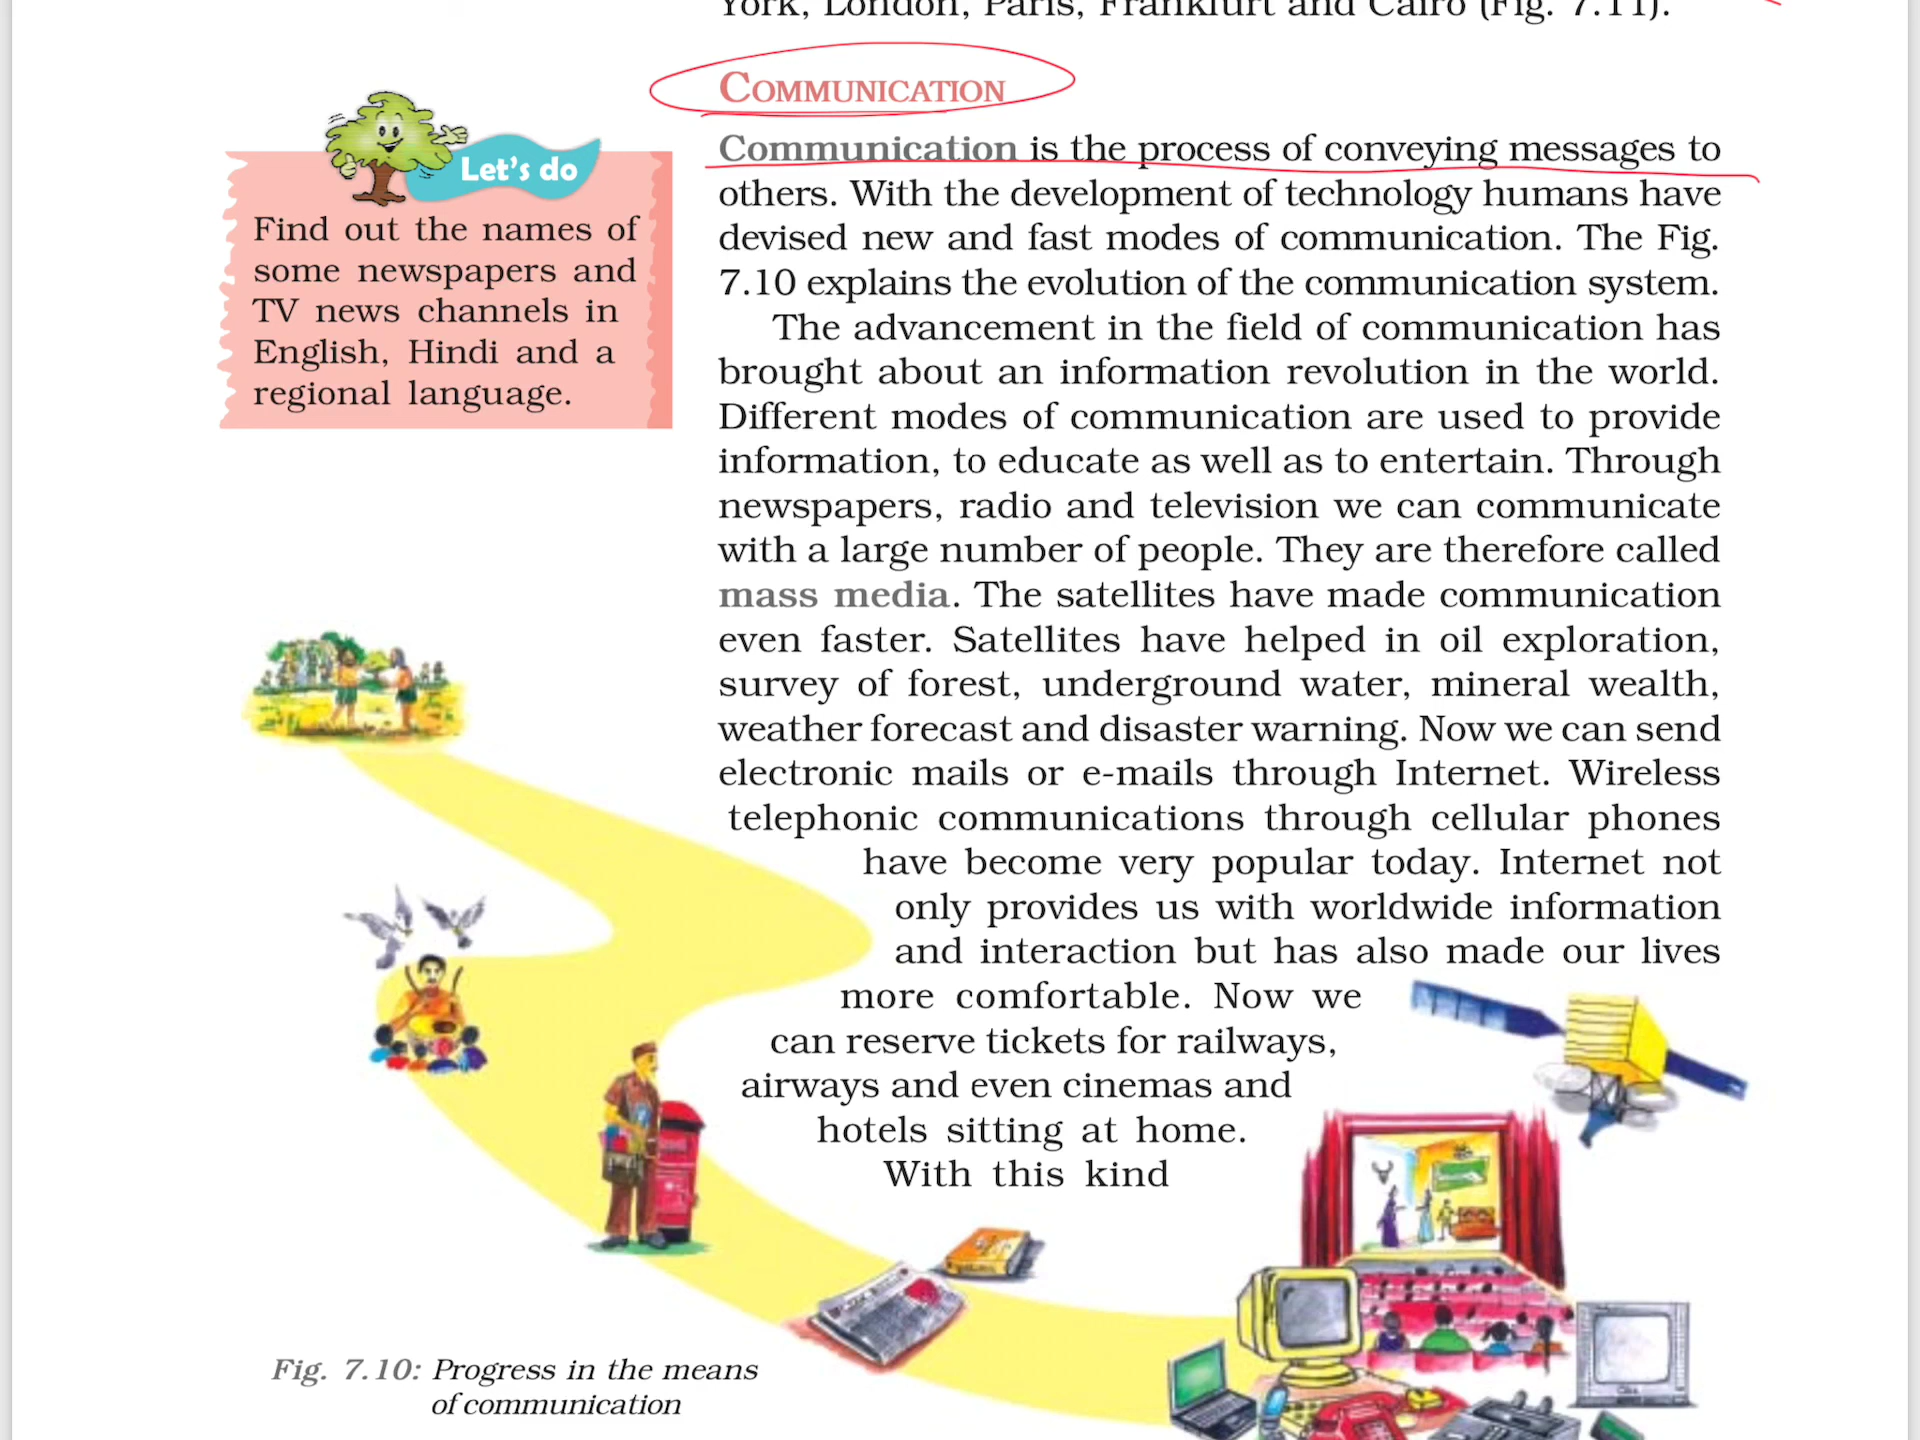 York, London, Paris, Frankfurt and Cairo (Fig. 7.11).
COMMUNICATION
Communication is the process of conveying messages to
others. With the development of technology humans have
devised new and fast modes of communication. The Fig.
7.10 explains the evolution of the communication system.
The advancement in the field of communication has
brought about an information revolution in the world.
Different modes of communication are used to provide
information, to educate as well as to entertain. Through
newspapers, radio and television we can communicate
with a large number of people. They are therefore called
mass media. The satellites have made communication
even faster. Satellites have helped in oil exploration,
survey of forest, underground water, mineral wealth,
weather forecast and disaster warning. Now we can send
electronic mails or e-mails through Internet. Wireless
telephonic communications through cellular phones
have become very popular today. Internet not
only provides us with worldwide information
and interaction but has also made our lives
more comfortable. Now we
can reserve tickets for railways,
airways and even cinemas and
hotels sitting at home.
With this kind
Let's do
Find out the names of
some newspapers and
TV news channels in
English, Hindi and a
regional language.
Fig. 7.10: Progress in the means
of communication